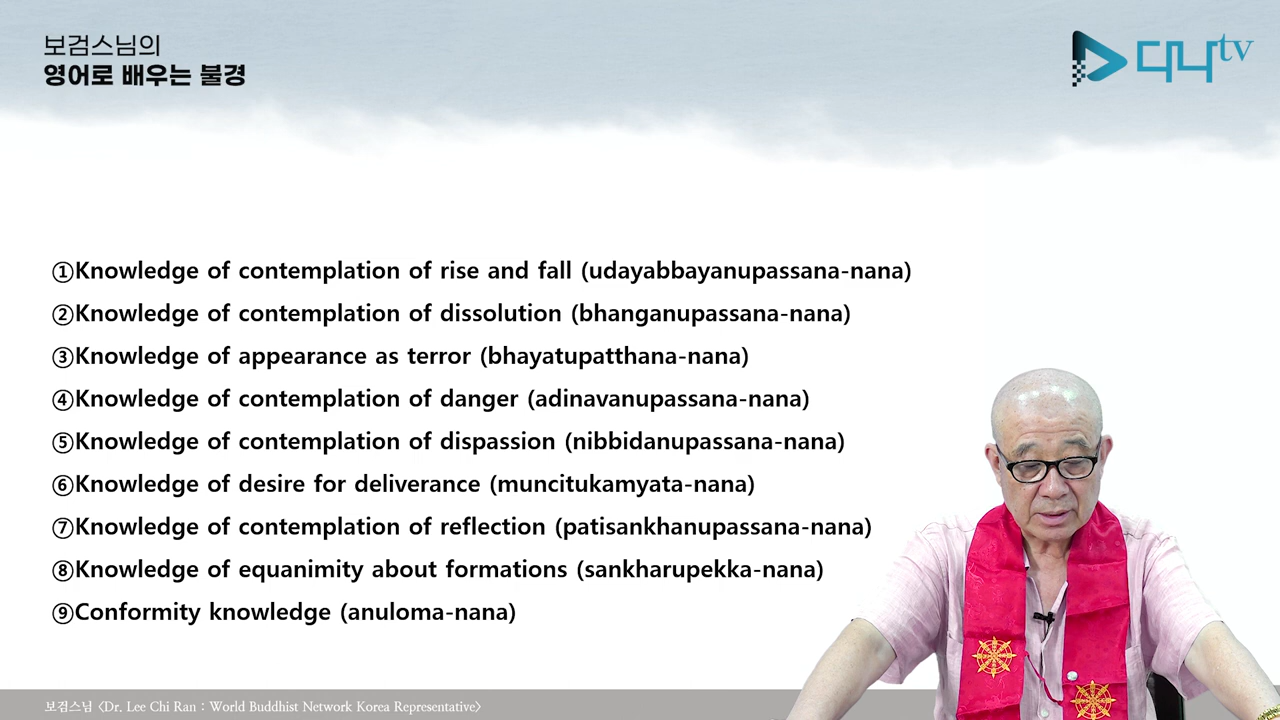 보검스님의
영어로 배우는 불경
다나tv
①Knowledge of contemplation of rise and fall (udayabbayanupassana-nana)
②Knowledge of contemplation of dissolution (bhanganupassana-nana)
③Knowledge of appearance as terror (bhayatupatthana-nana)
④Knowledge of contemplation of danger (adinavanupassana-nana)
⑤Knowledge of contemplation of dispassion (nibbidanupassana-nana)
⑥Knowledge of desire for deliverance (muncitukamyata-nana)
⑦Knowledge of contemplation of reflection (patisankhanupassana-nana)
⑧Knowledge of equanimity about formations (sankharupekka-nana)
⑨Conformity knowledge (anuloma-nana)
보검스님 <Dr. Lee Chi Ran : World Buddhist Network Korea Representative>